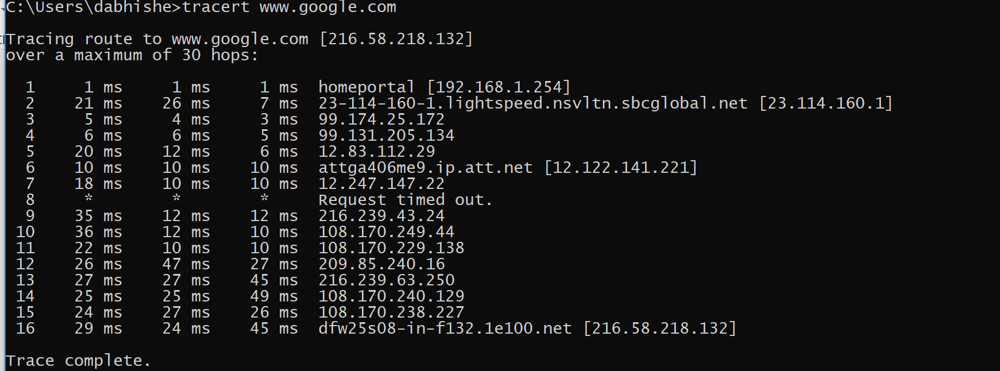 C:\Users\dabhishe>tracert www.google.com
Tracing route to www.google.com [216.58.218.132]
over a maximum of 30 hops:
1 1 ms 1 ms 1 ms homeportal [192.168.1.254]
2 21 ms 26 ms 7 ms 23-114-160-1.lightspeed.nsvltn.sbcglobal.net [23.114.160.1]
3 5 ms 4 ms 3 ms 99.174.25.172
4 6 ms 6 ms 5 ms 99.131.205.134
5 20 ms 12 ms 6 ms 12.83.112.29
6 10 ms 10 ms 10 ms attga406me9.ip.att.net [12.122.141.221]
7 18 ms 10 ms 10 ms 12.247.147.22
8 * * * Request timed out.
9 35 ms 12 ms 12 ms 216.239.43.24
10 36 ms 12 ms 10 ms 108.170.249.44
11 22 ms 10 ms 10 ms 108.170.229.138
12 26 ms 47 ms 27 ms 209.85.240.16
13 27 ms 27 ms 45 ms 216.239.63.250
14 25 ms 25 ms 49 ms 108.170.240.129
15 24 ms 27 ms 26 ms 108.170.238.227
16 29 ms 24 ms 45 ms dfw25s08-in-f132.1e100.net [216.58.218.132]
Trace complete.